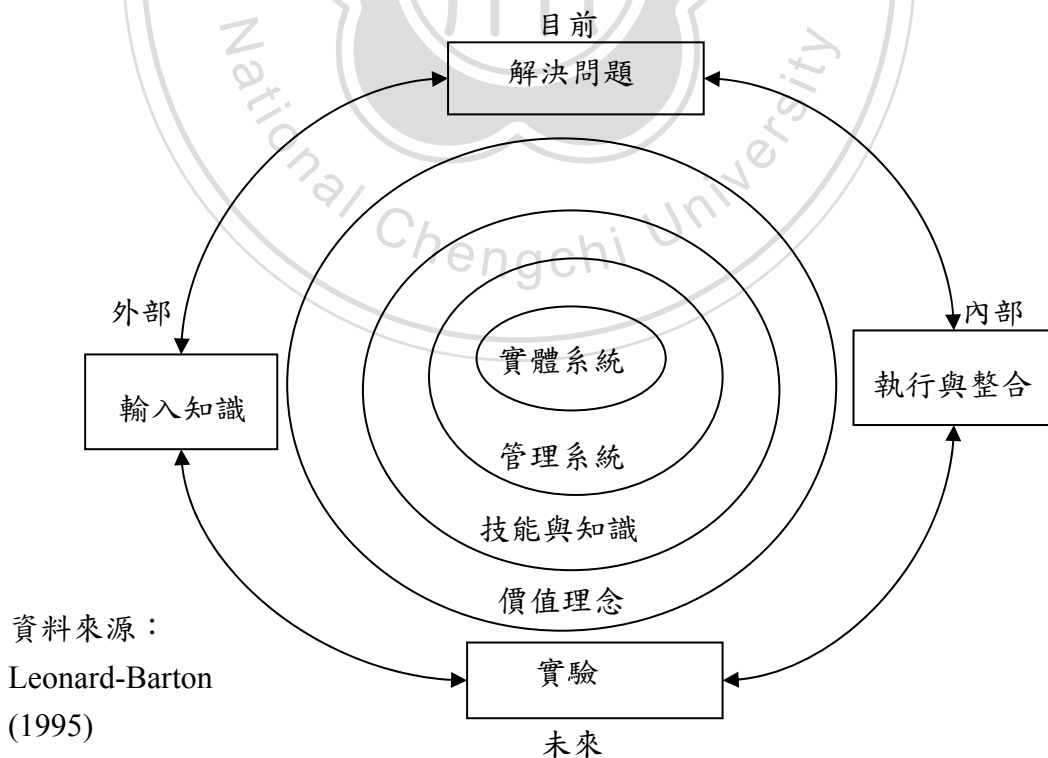 目前
解決問題
National Chengchi University
外部
內部
輸入知識
實體系統
執行與整合
管理系統
技能與知識
價值理念
資料來源：
Leonard-Barton
(1995)
實驗
未來